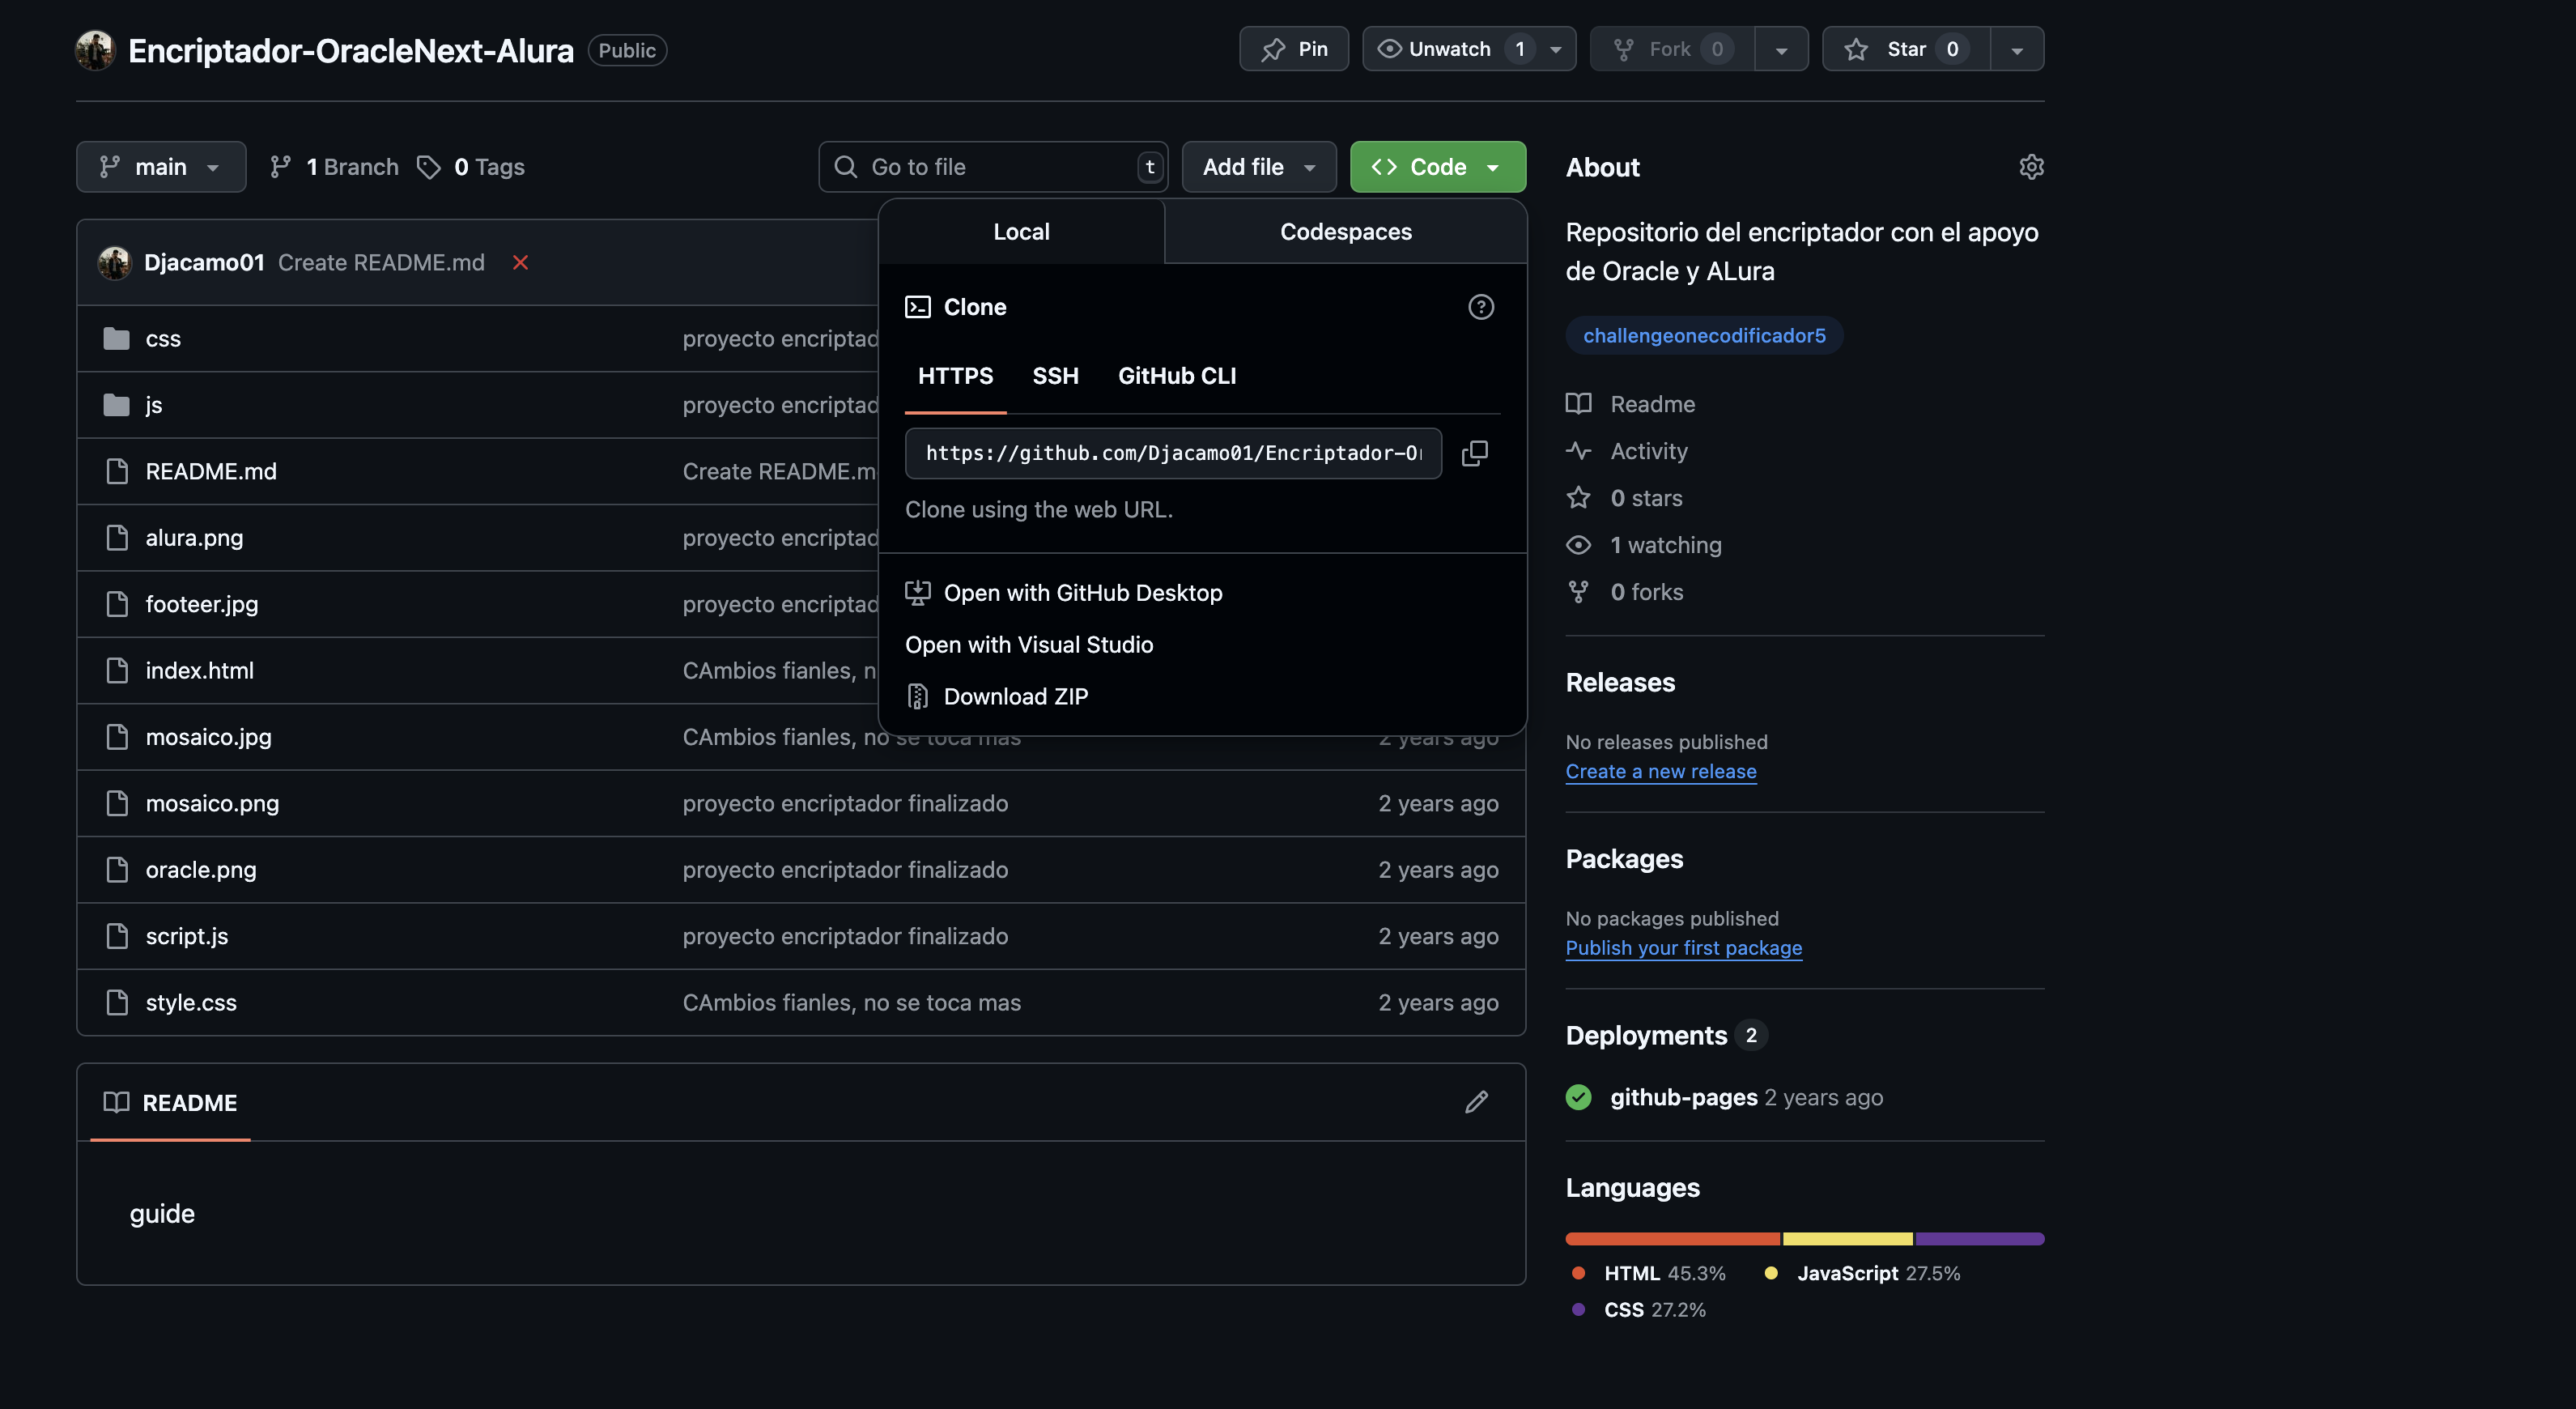 Encriptador-OracleNext-Alura Public
Pin
Unwatch 1
Fork 0
Star 0
main
1 Branch
0 Tags
Go to file t
Add file
Code
Local
Codespaces
Clone
HTTPS
SSH
GitHub CLI
https://github.com/Djacamo01/Encriptador-Or
Clone using the web URL.
Open with GitHub Desktop
Open with Visual Studio
Download ZIP
Djacamo01 Create README.md
css proyecto encriptad
js proyecto encriptad
README.md Create README.m
alura.png proyecto encriptad
footeer.jpg proyecto encriptad
index.html CAmbios fianles, n
mosaico.jpg CAmbios fianles, no se toca mas 2 years ago
mosaico.png proyecto encriptador finalizado 2 years ago
oracle.png proyecto encriptador finalizado 2 years ago
script.js proyecto encriptador finalizado 2 years ago
style.css CAmbios fianles, no se toca mas 2 years ago
README
guide
About
Repositorio del encriptador con el apoyo
de Oracle y ALura
challengeonecodificador5
Readme
Activity
0 stars
1 watching
0 forks
Releases
No releases published
Create a new release
Packages
No packages published
Publish your first package
Deployments 2
github-pages 2 years ago
Languages
HTML 45.3% JavaScript 27.5%
CSS 27.2%